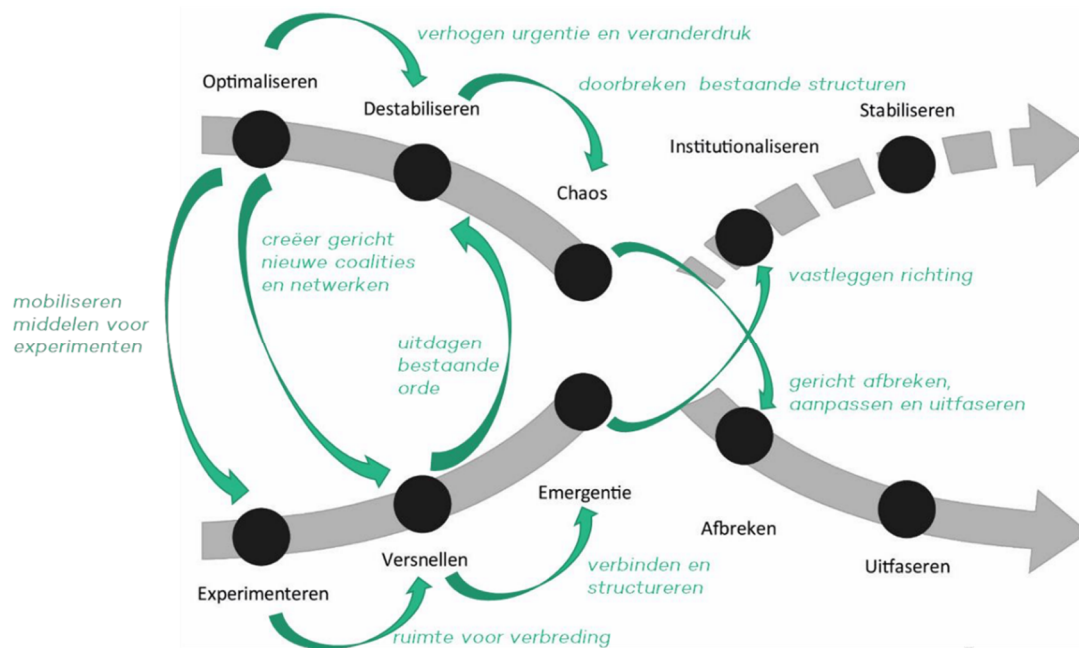 verhogen urgentie en veranderdruk
Optimaliseren
doorbreken bestaande structuren
Destabiliseren
Stabiliseren
Institutionaliseren
Chaos
creëer gericht
nieuwe coalities
en netwerken
vastleggen richting
mobiliseren
middelen voor
experimenten
uitdagen
bestaande
orde
gericht afbreken,
aanpassen en uitfaseren
Emergentie
Afbreken
Versnellen
verbinden en
structureren
Uitfaseren
Experimenteren
ruimte voor verbreding